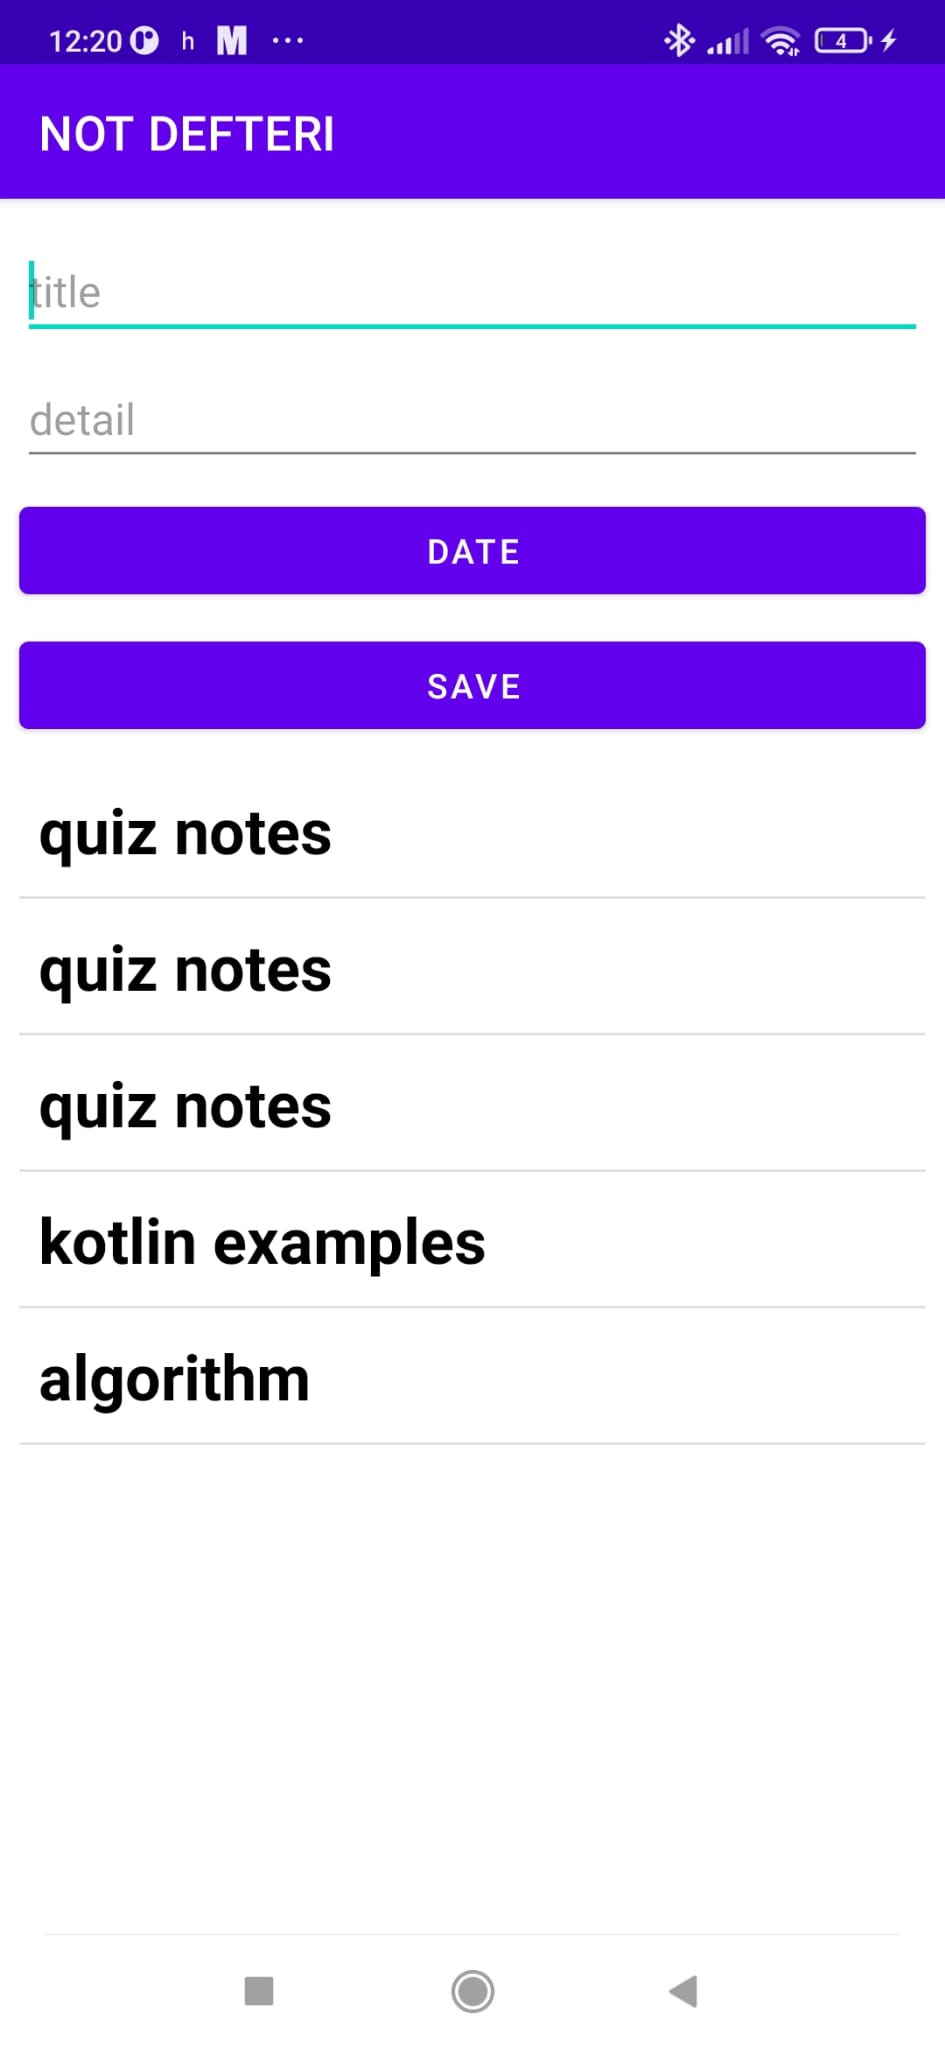 12:20 h M ...
4
NOT DEFTERI
title
detail
DATE
SAVE
quiz notes
quiz notes
quiz notes
kotlin examples
algorithm